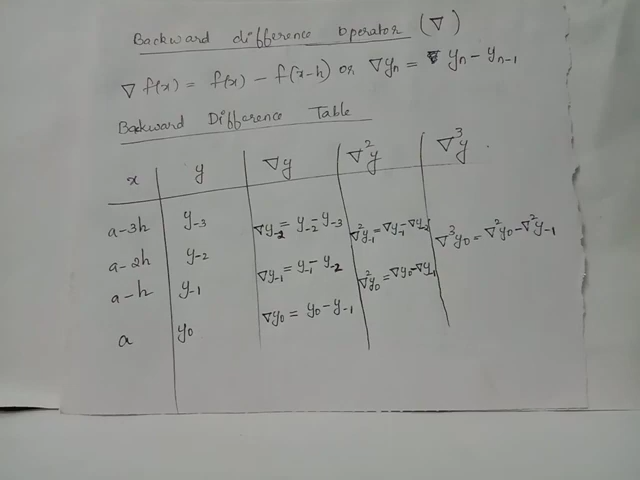 Backward difference operator (∇)
∇ f(x) = f(x) - f(x-h) or ∇yₙ = yₙ - yₙ₋₁
Backward Difference Table
x y ∇y ∇²y ∇³y
a-3h y₋₃
∇y₋₂ = y₋₂ - y₋₃ ∇²y₋₁ = ∇y₋₁ - ∇y₋₂ ∇³y₀ = ∇²y₀ - ∇²y₋₁
a-2h y₋₂
∇y₋₁ = y₋₁ - y₋₂ ∇²y₀ = ∇y₀ - ∇y₋₁
a-h y₋₁
∇y₀ = y₀ - y₋₁
a y₀